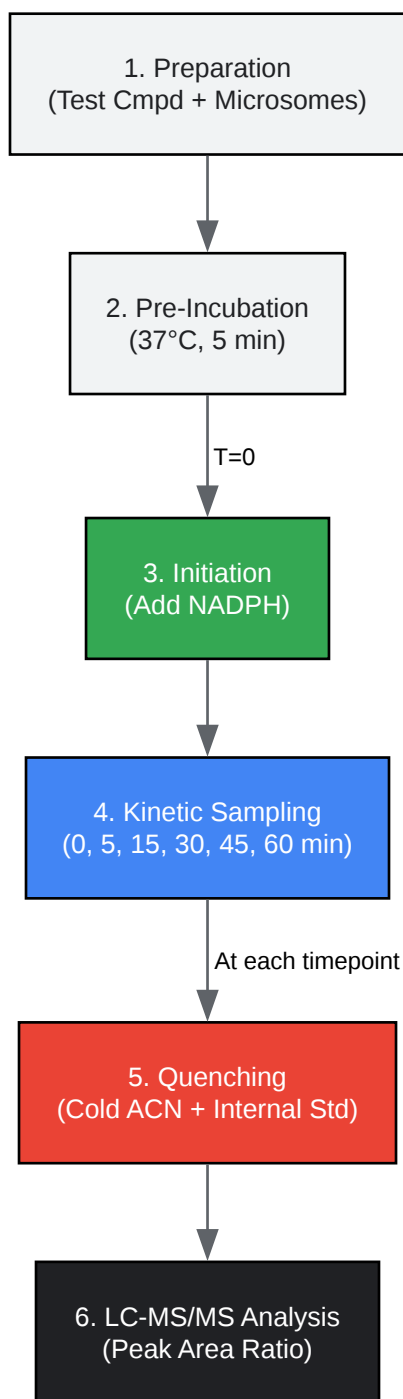 1. Preparation
(Test Cmpd + Microsomes)
2. Pre-Incubation
(37°C, 5 min)
T=0
3. Initiation
(Add NADPH)
4. Kinetic Sampling
(0, 5, 15, 30, 45, 60 min)
At each timepoint
5. Quenching
(Cold ACN + Internal Std)
6. LC-MS/MS Analysis
(Peak Area Ratio)